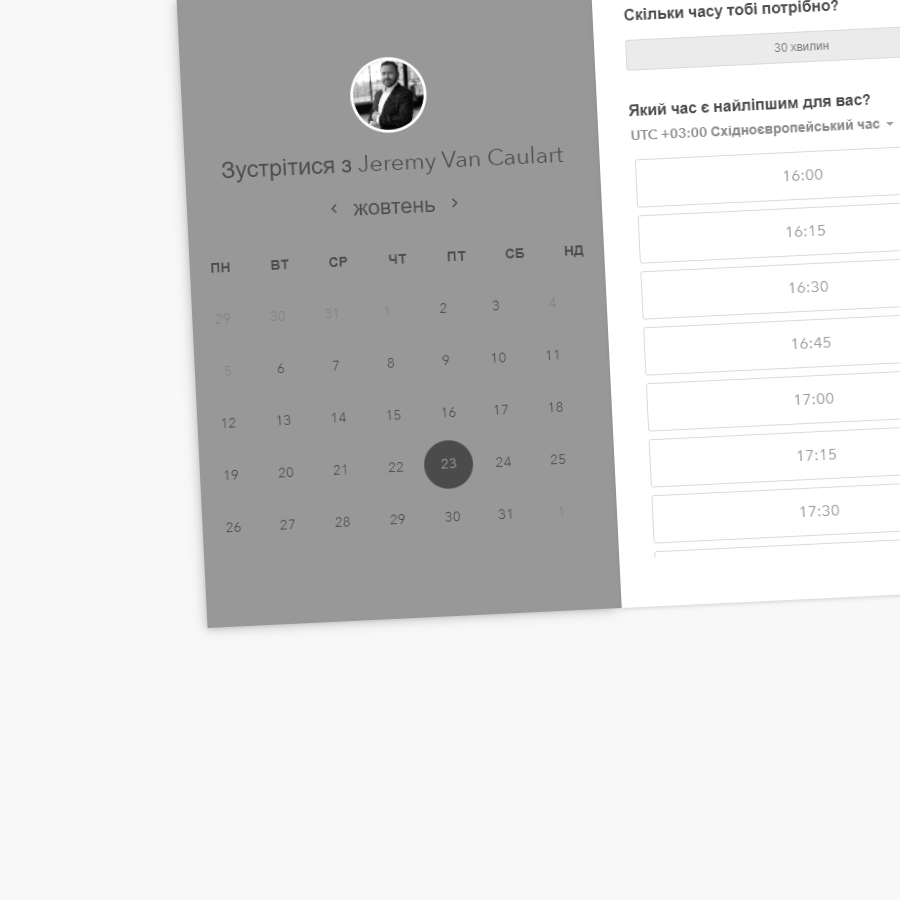 Зустрітися з Jeremy Van Caulart
жовтень
ПН ВТ СР ЧТ ПТ СБ НД
29 30 31 1 2 3 4
5 6 7 8 9 10 11
12 13 14 15 16 17 18
19 20 21 22 23 24 25
26 27 28 29 30 31 1
Скільки часу тобі потрібно?
30 хвилин
Який час є найліпшим для вас?
UTC +03:00 Східноєвропейський час
16:00
16:15
16:30
16:45
17:00
17:15
17:30